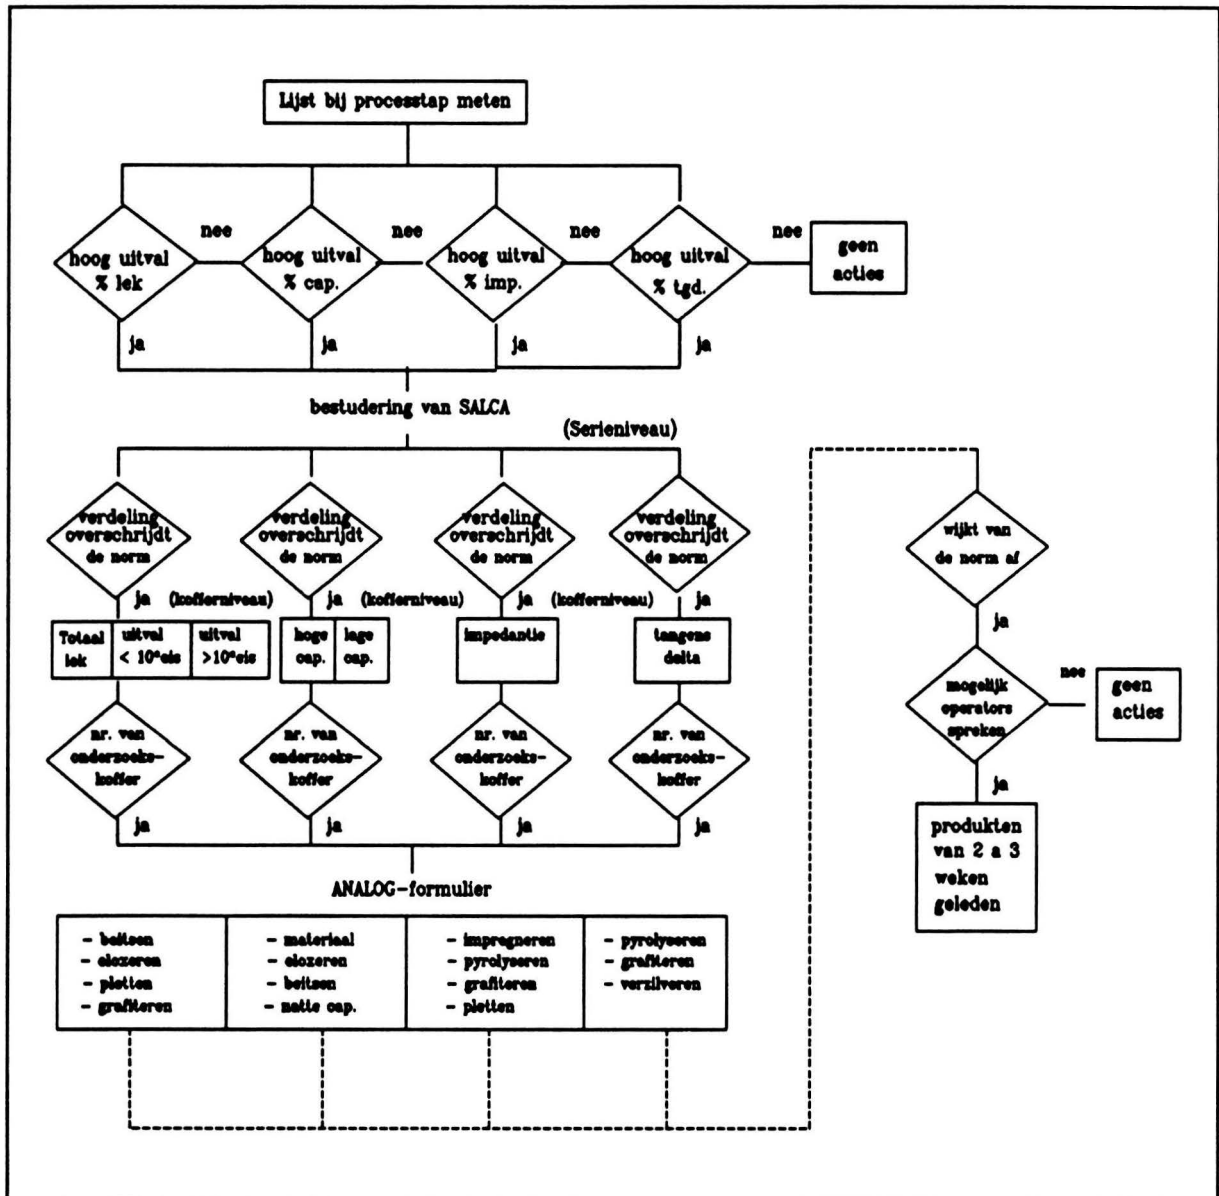 Lijst bij processtap meten
nee
nee
nee
nee
hoog uitval
% lek
hoog uitval
% cap.
hoog uitval
% imp.
hoog uitval
% tgd.
geen
acties
ja
ja
ja
ja
bestudering van SALCA
(Serieniveau)
verdeling
overschrijdt
de norm
verdeling
overschrijdt
de norm
verdeling
overschrijdt
de norm
verdeling
overschrijdt
de norm
ja (kofferniveau)
ja (kofferniveau)
ja (kofferniveau)
ja
Totaal
lek
uitval
< 10*eis
uitval
>10*eis
hoge
cap.
lage
cap.
impedantie
tangens
delta
nr. van
onderzoeks-
koffer
nr. van
onderzoeks-
koffer
nr. van
onderzoeks-
koffer
nr. van
onderzoeks-
koffer
ja
ja
ja
ja
ANALOG-formulier
- beitsen
- eloxeren
- pletten
- grafiteren
- materiaal
- eloxeren
- beitsen
- natte cap.
- impregneren
- pyrolyseren
- grafiteren
- pletten
- pyrolyseren
- grafiteren
- verzilveren
wijkt van
de norm af
ja
mogelijk
operators
spreken
nee
geen
acties
ja
produkten
van 2 a 3
weken
geleden